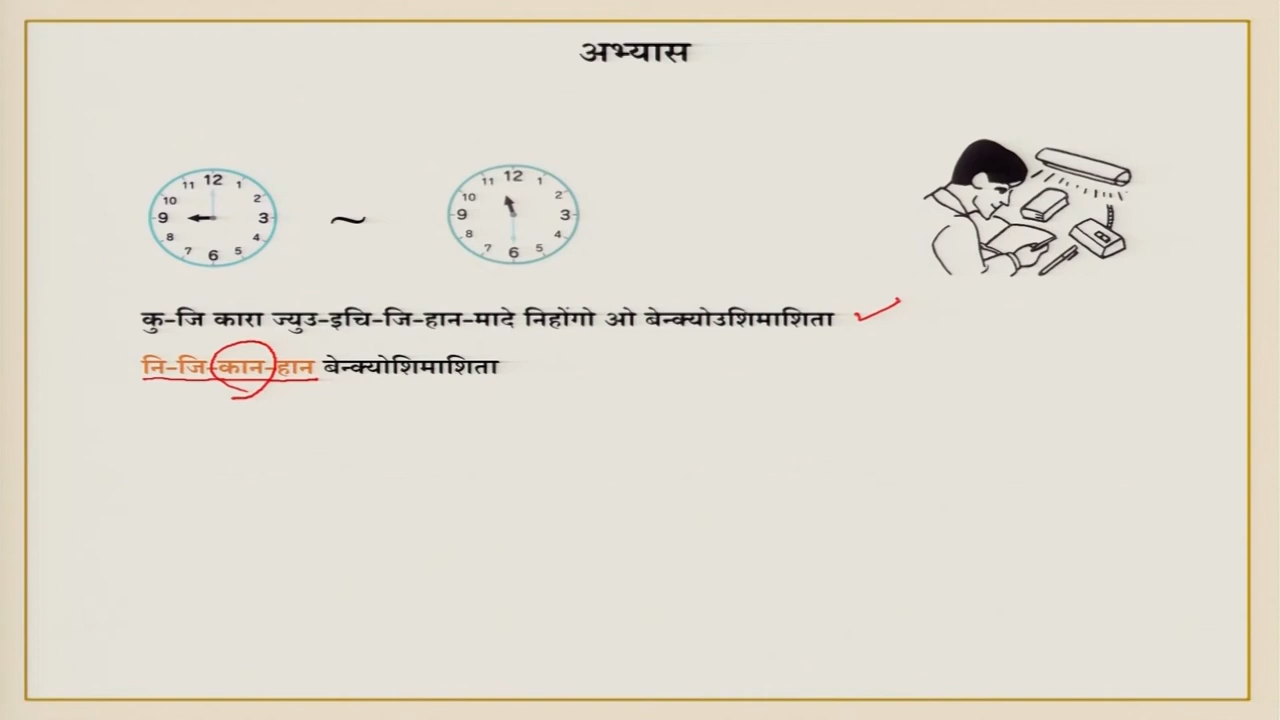 अभ्यास
12 1 2 3 4 5 6 7 8 9 10 11
~
12 1 2 3 4 5 6 7 8 9 10 11
कु-जि कारा ज्युउ-इचि-जि-हान-मादे निहोंगो ओ बेन्क्योउशिमाशिता
नि-जि-कान-हान बेन्क्योशिमाशिता